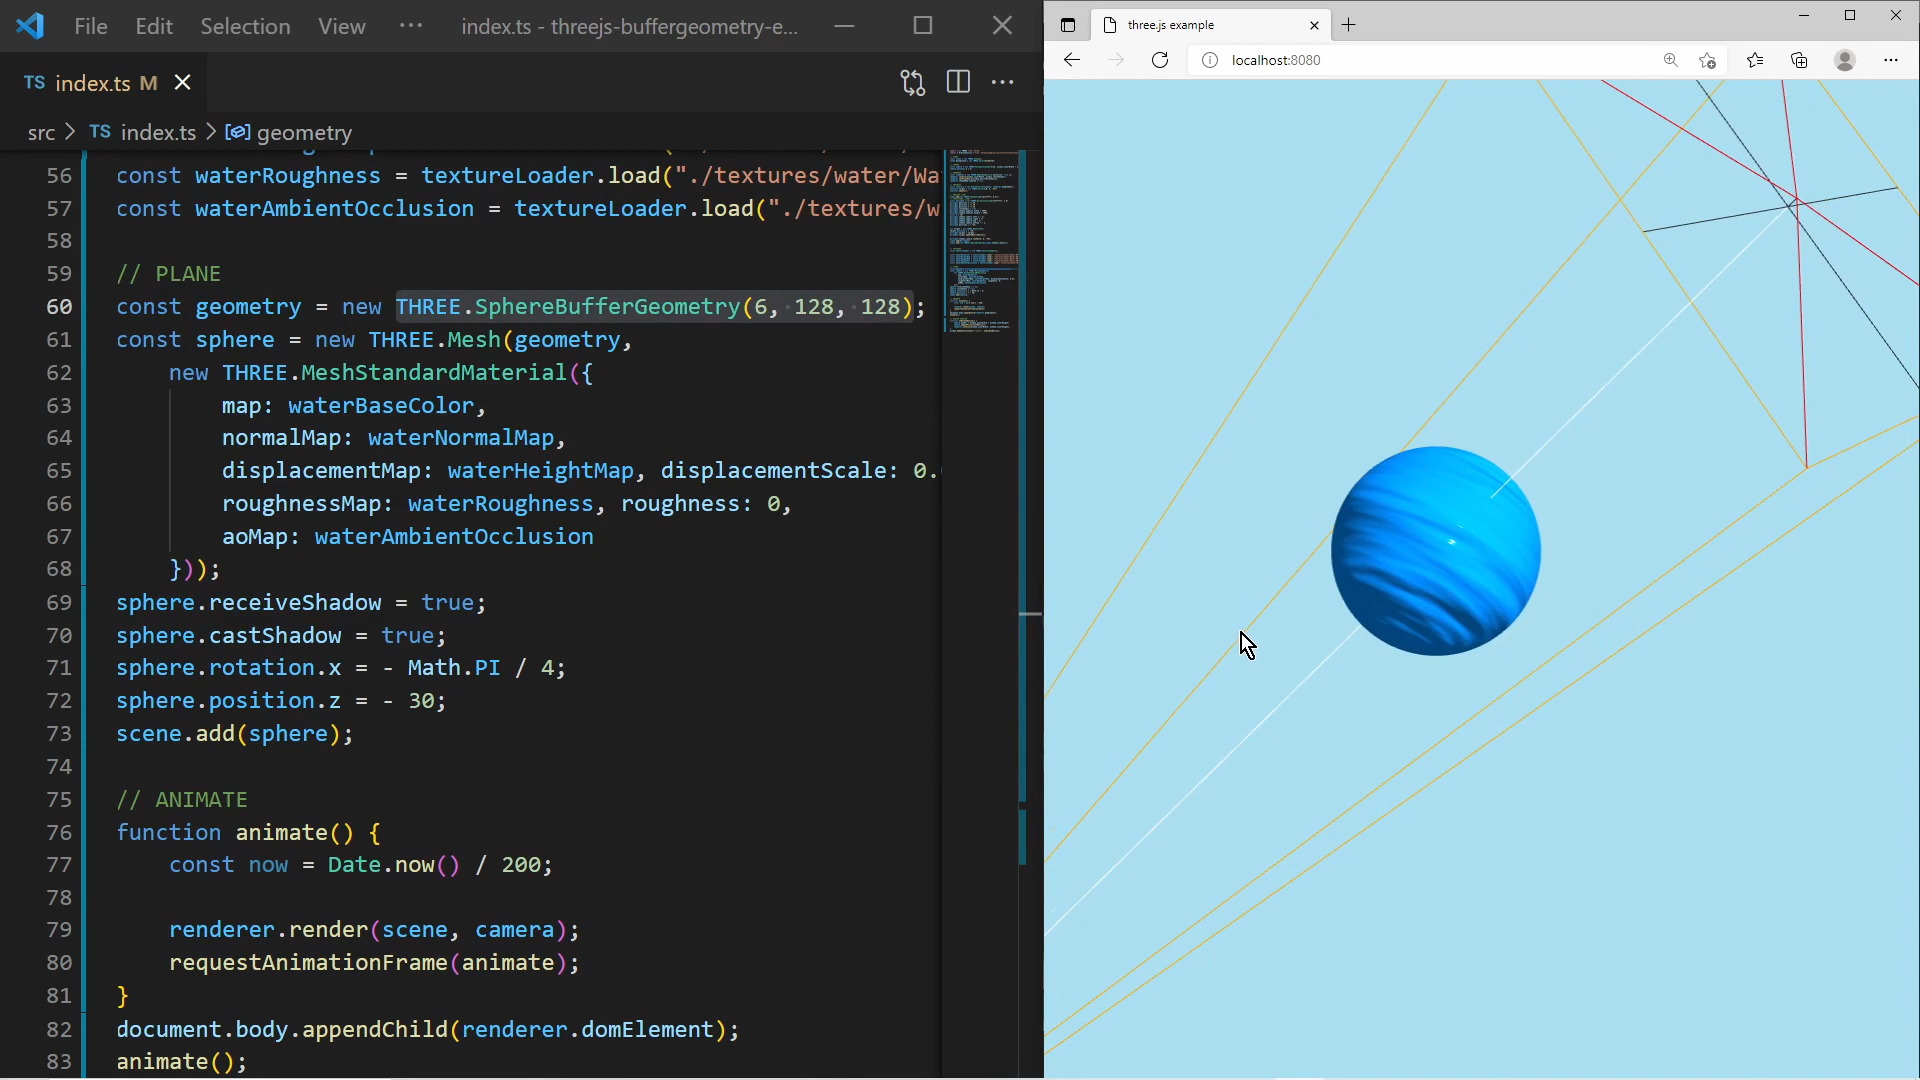 File Edit Selection View ··· index.ts - threejs-buffergeometry-e...
TS index.ts M
src > TS index.ts > geometry
56 const waterRoughness = textureLoader.load("./textures/water/Wa
57 const waterAmbientOcclusion = textureLoader.load("./textures/w
58
59 // PLANE
60 const geometry = new THREE.SphereBufferGeometry(6, 128, 128);
61 const sphere = new THREE.Mesh(geometry,
62 new THREE.MeshStandardMaterial({
63 map: waterBaseColor,
64 normalMap: waterNormalMap,
65 displacementMap: waterHeightMap, displacementScale: 0.
66 roughnessMap: waterRoughness, roughness: 0,
67 aoMap: waterAmbientOcclusion
68 }));
69 sphere.receiveShadow = true;
70 sphere.castShadow = true;
71 sphere.rotation.x = - Math.PI / 4;
72 sphere.position.z = - 30;
73 scene.add(sphere);
74
75 // ANIMATE
76 function animate() {
77 const now = Date.now() / 200;
78
79 renderer.render(scene, camera);
80 requestAnimationFrame(animate);
81 }
82 document.body.appendChild(renderer.domElement);
83 animate();
three.js example
localhost:8080